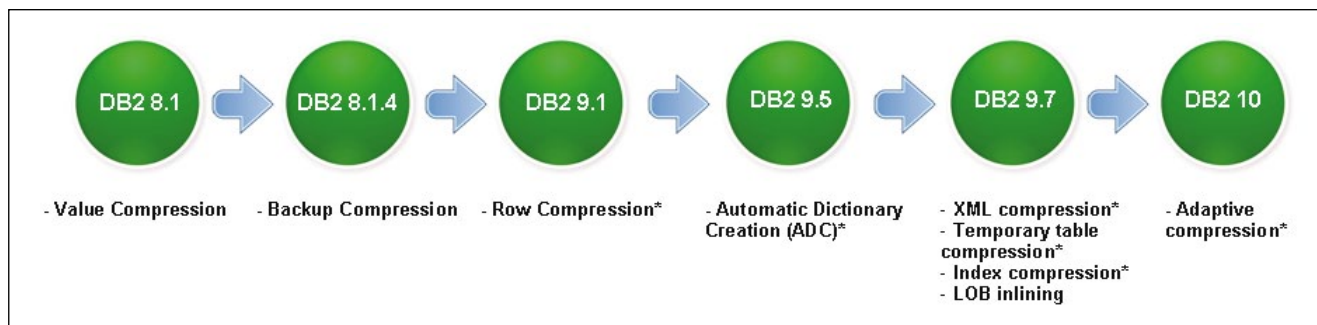 DB2 8.1
DB2 8.1.4
DB2 9.1
DB2 9.5
DB2 9.7
DB2 10
- Value Compression
- Backup Compression
- Row Compression*
- Automatic Dictionary
Creation (ADC)*
- XML compression*
- Temporary table
compression*
- Index compression*
- LOB inlining
- Adaptive
compression*